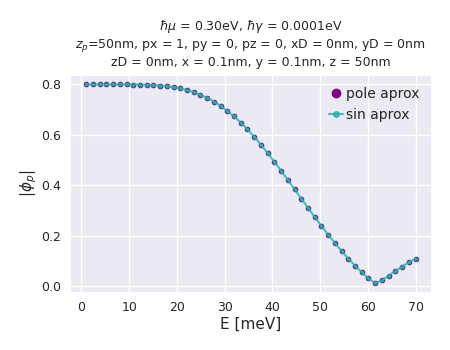 ℏμ = 0.30eV, ℏγ = 0.0001eV
z_p=50nm, px = 1, py = 0, pz = 0, xD = 0nm, yD = 0nm
zD = 0nm, x = 0.1nm, y = 0.1nm, z = 50nm
pole aprox
sin aprox
|ϕ_p|
0.8
0.6
0.4
0.2
0.0
0 10 20 30 40 50 60 70
E [meV]